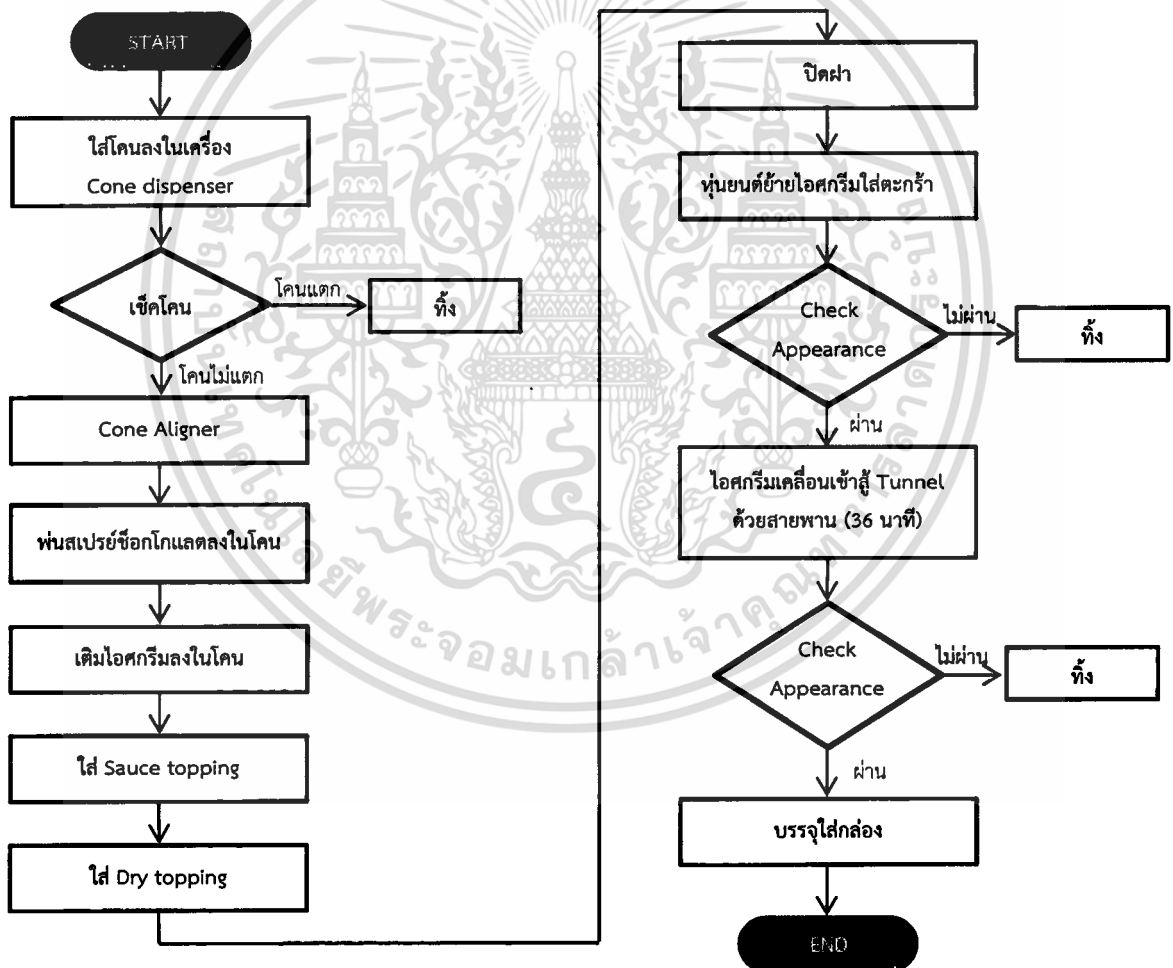 START
ใส่โคนลงในเครื่อง
Cone dispenser
เช็คโคน
โคนแตก
ทิ้ง
โคนไม่แตก
Cone Aligner
พ่นสเปรย์ช็อกโกแลตลงในโคน
เติมไอศกรีมลงในโคน
ใส่ Sauce topping
ใส่ Dry topping
ปิดฝา
หุ่นยนต์ย้ายไอศกรีมใส่ตะกร้า
Check
Appearance
ไม่ผ่าน
ทิ้ง
ผ่าน
ไอศกรีมเคลื่อนเข้าสู้ Tunnel
ด้วยสายพาน (36 นาที)
Check
Appearance
ไม่ผ่าน
ทิ้ง
ผ่าน
บรรจุใส่กล่อง
END